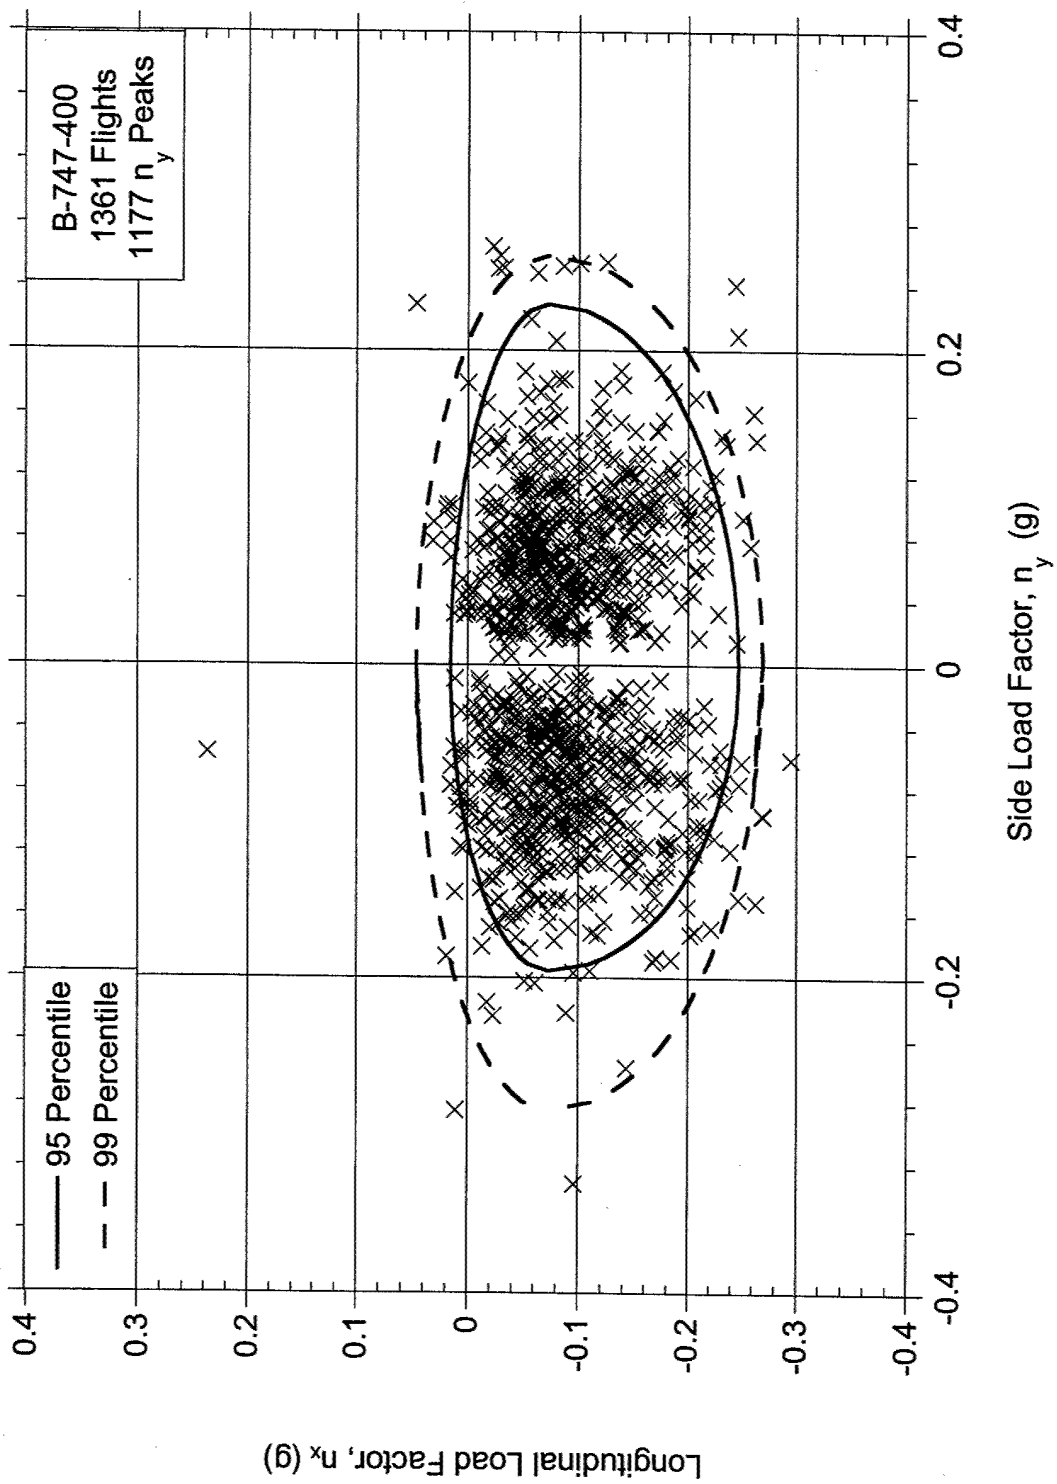 B-747-400
1361 Flights
1177 n_y Peaks
95 Percentile
99 Percentile
0.4
0.3
0.2
0.1
0
-0.1
-0.2
-0.3
-0.4
Longitudinal Load Factor, n_x (g)
-0.4
-0.2
0
0.2
0.4
Side Load Factor, n_y (g)